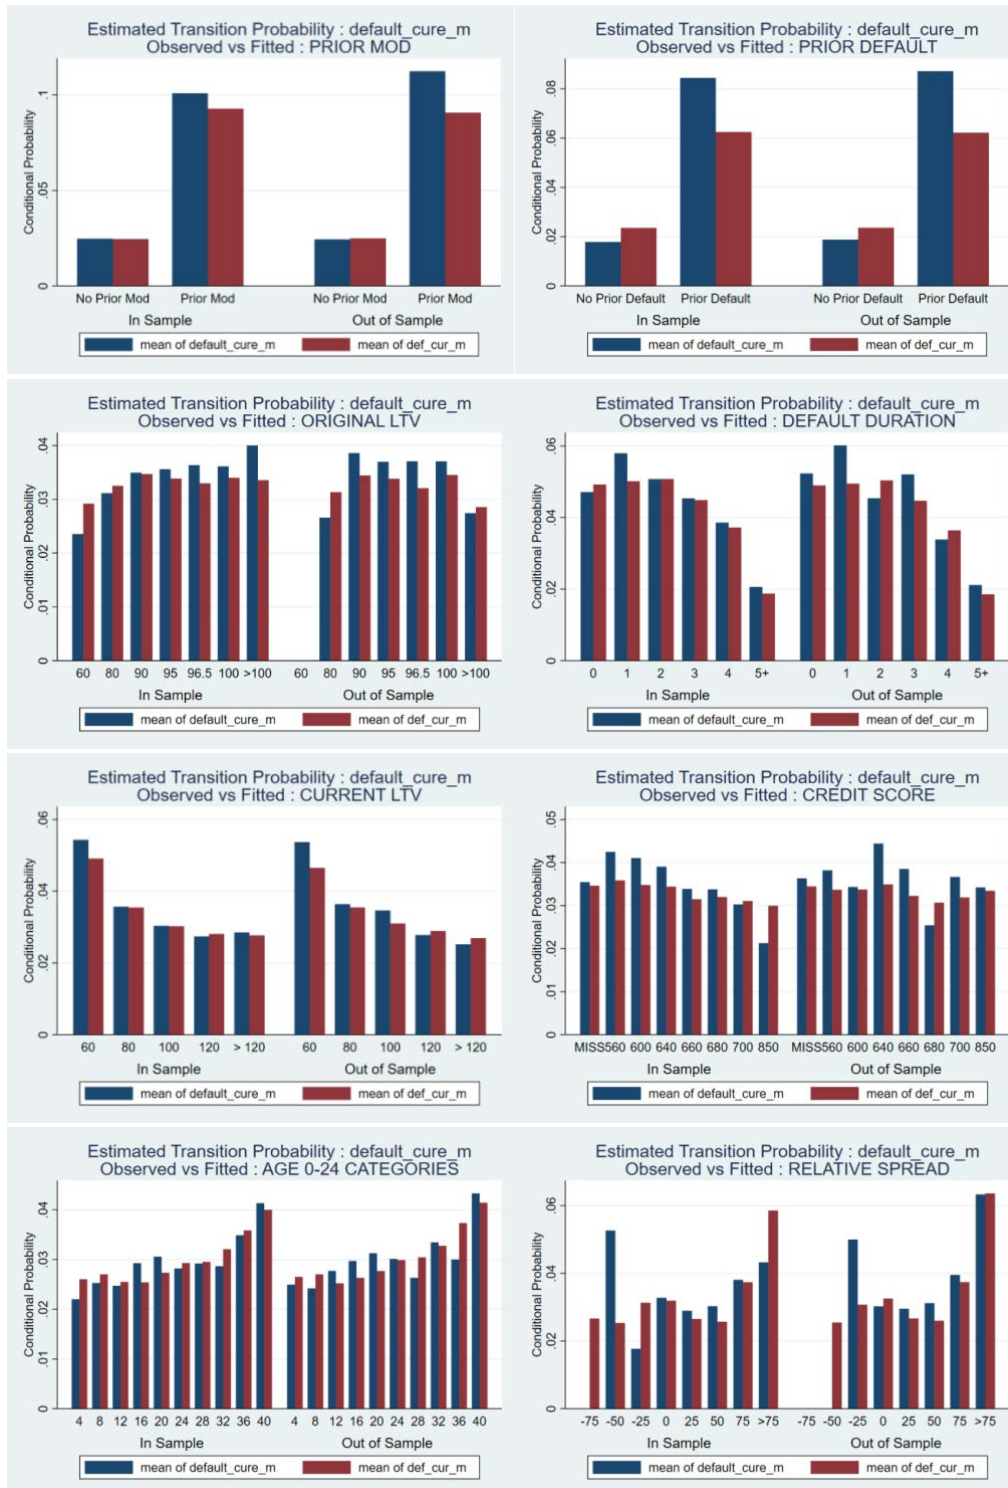 Estimated Transition Probability : default_cure_m
Observed vs Fitted : PRIOR MOD
Conditional Probability
.1
.05
0
No Prior Mod Prior Mod No Prior Mod Prior Mod
In Sample Out of Sample
mean of default_cure_m mean of def_cur_m
Estimated Transition Probability : default_cure_m
Observed vs Fitted : PRIOR DEFAULT
Conditional Probability
.08
.06
.04
.02
0
No Prior Default Prior Default No Prior Default Prior Default
In Sample Out of Sample
mean of default_cure_m mean of def_cur_m
Estimated Transition Probability : default_cure_m
Observed vs Fitted : ORIGINAL LTV
Conditional Probability
.04
.03
.02
.01
0
60 80 90 95 96.5 100 >100 60 80 90 95 96.5 100 >100
In Sample Out of Sample
mean of default_cure_m mean of def_cur_m
Estimated Transition Probability : default_cure_m
Observed vs Fitted : DEFAULT DURATION
Conditional Probability
.06
.04
.02
0
0 1 2 3 4 5+ 0 1 2 3 4 5+
In Sample Out of Sample
mean of default_cure_m mean of def_cur_m
Estimated Transition Probability : default_cure_m
Observed vs Fitted : CURRENT LTV
Conditional Probability
.06
.04
.02
0
60 80 100 120 > 120 60 80 100 120 > 120
In Sample Out of Sample
mean of default_cure_m mean of def_cur_m
Estimated Transition Probability : default_cure_m
Observed vs Fitted : CREDIT SCORE
Conditional Probability
.05
.04
.03
.02
.01
0
MISS560 600 640 660 680 700 850 MISS560 600 640 660 680 700 850
In Sample Out of Sample
mean of default_cure_m mean of def_cur_m
Estimated Transition Probability : default_cure_m
Observed vs Fitted : AGE 0-24 CATEGORIES
Conditional Probability
.04
.03
.02
.01
0
4 8 12 16 20 24 28 32 36 40 4 8 12 16 20 24 28 32 36 40
In Sample Out of Sample
mean of default_cure_m mean of def_cur_m
Estimated Transition Probability : default_cure_m
Observed vs Fitted : RELATIVE SPREAD
Conditional Probability
.06
.04
.02
0
-75 -50 -25 0 25 50 75 >75 -75 -50 -25 0 25 50 75 >75
In Sample Out of Sample
mean of default_cure_m mean of def_cur_m